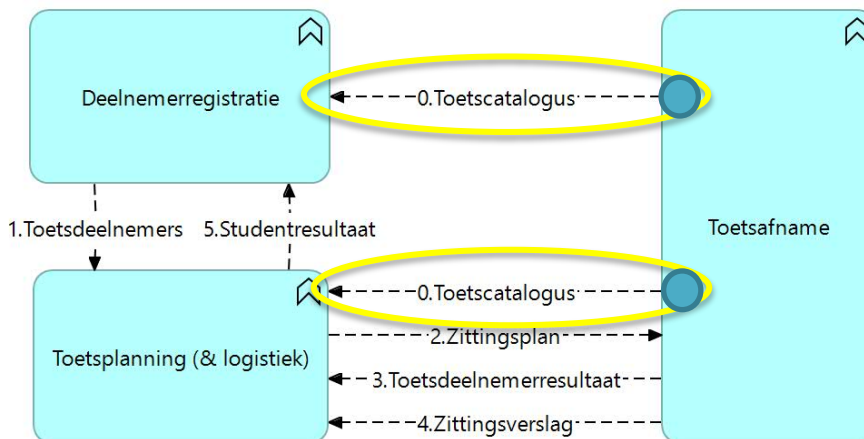 Deelnemerregistratie
0.Toetscatalogus
1.Toetsdeelnemers
5.Studentresultaat
Toetsafname
0.Toetscatalogus
2.Zittingsplan
Toetsplanning (& logistiek)
3.Toetsdeelnemerresultaat
4.Zittingsverslag